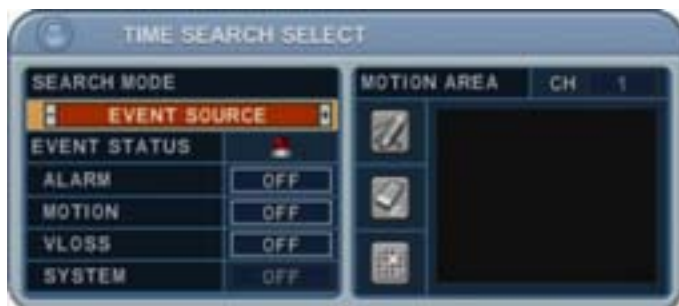 TIME SEARCH SELECT
SEARCH MODE
EVENT SOURCE
EVENT STATUS
ALARM OFF
MOTION OFF
VLOSS OFF
SYSTEM OFF
MOTION AREA CH 1